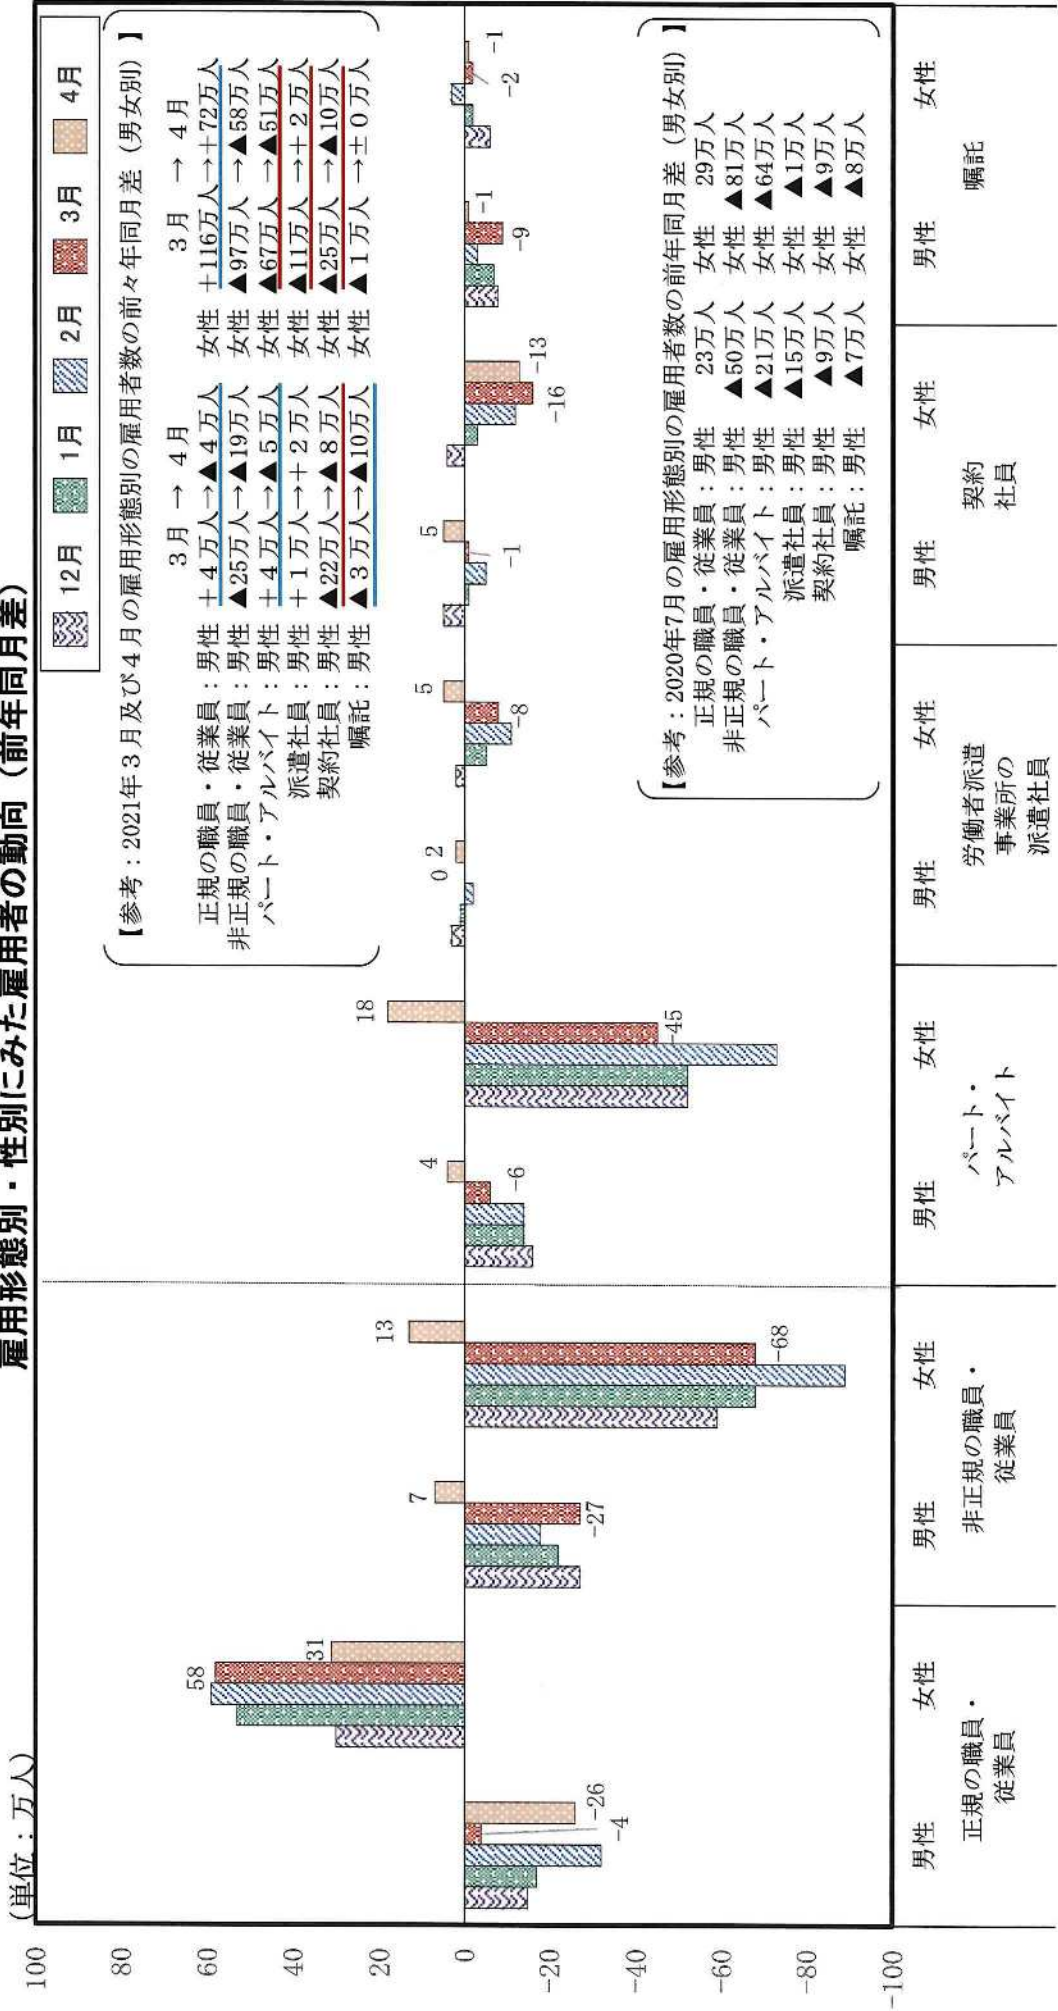 雇用形態別・性別にみた雇用者の動向（前年同月差）
(単位：万人)
12月 1月 2月 3月 4月
【参考：2021年３月及び４月の雇用形態別の雇用者数の前々年同月差（男女別）】
３月 → ４月 ３月 → ４月
正規の職員・従業員：男性 ＋４万人→▲４万人 女性 ＋116万人→＋72万人
非正規の職員・従業員：男性 ▲25万人→▲19万人 女性 ▲97万人 →▲58万人
パート・アルバイト：男性 ＋４万人→▲５万人 女性 ▲67万人 →▲51万人
派遣社員：男性 ＋１万人→＋２万人 女性 ▲11万人 →＋２万人
契約社員：男性 ▲22万人→▲８万人 女性 ▲25万人 →▲10万人
嘱託：男性 ▲３万人→▲10万人 女性 ▲１万人 →±０万人
【参考：2020年7月の雇用形態別の雇用者数の前年同月差（男女別）】
正規の職員・従業員：男性 23万人 女性 29万人
非正規の職員・従業員：男性 ▲50万人 女性 ▲81万人
パート・アルバイト：男性 ▲21万人 女性 ▲64万人
派遣社員：男性 ▲15万人 女性 ▲1万人
契約社員：男性 ▲9万人 女性 ▲9万人
嘱託：男性 ▲7万人 女性 ▲8万人
100
80
60
40
20
0
-20
-40
-60
-80
-100
-4
-26
58
31
-27
7
-68
13
-6
4
-45
18
0
2
-8
5
-1
5
-16
-13
-9
-1
-2
-1
男性 女性 男性 女性 男性 女性 男性 女性 男性 女性 男性 女性
正規の職員・
従業員
非正規の職員・
従業員
パート・
アルバイト
労働者派遣
事業所の
派遣社員
契約
社員
嘱託